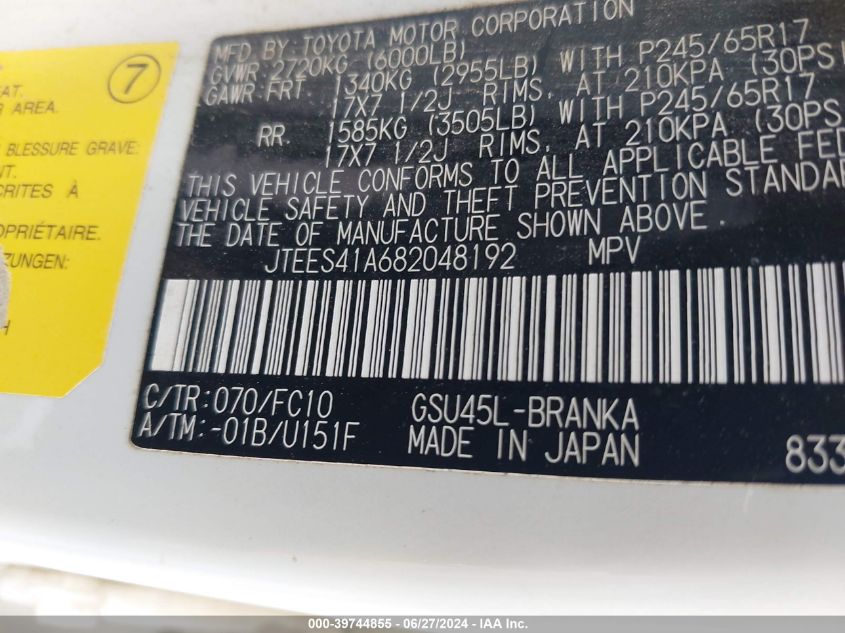 MFD. BY: TOYOTA MOTOR CORPORATION
GVWR: 2720KG (6000LB)
GAWR: FRT 1340KG (2955LB) WITH P245/65R17
17X7 1/2J RIMS, AT 210KPA (30PSI
RR. 1585KG (3505LB) WITH P245/65R17
17X7 1/2J RIMS, AT 210KPA (30PS
THIS VEHICLE CONFORMS TO ALL APPLICABLE FED
VEHICLE SAFETY AND THEFT PREVENTION STANDAR
THE DATE OF MANUFACTURE SHOWN ABOVE.
JTEES41A682048192 MPV
C/TR: 070/FC10 GSU45L-BRANKA
A/TM: -01B/U151F MADE IN JAPAN 833
7
EAT.
R AREA.
BLESSURE GRAVE:
NT.
CRITES À
OPRIÉTAIRE.
ZUNGEN:
H
000-39744855 - 06/27/2024 - IAA Inc.